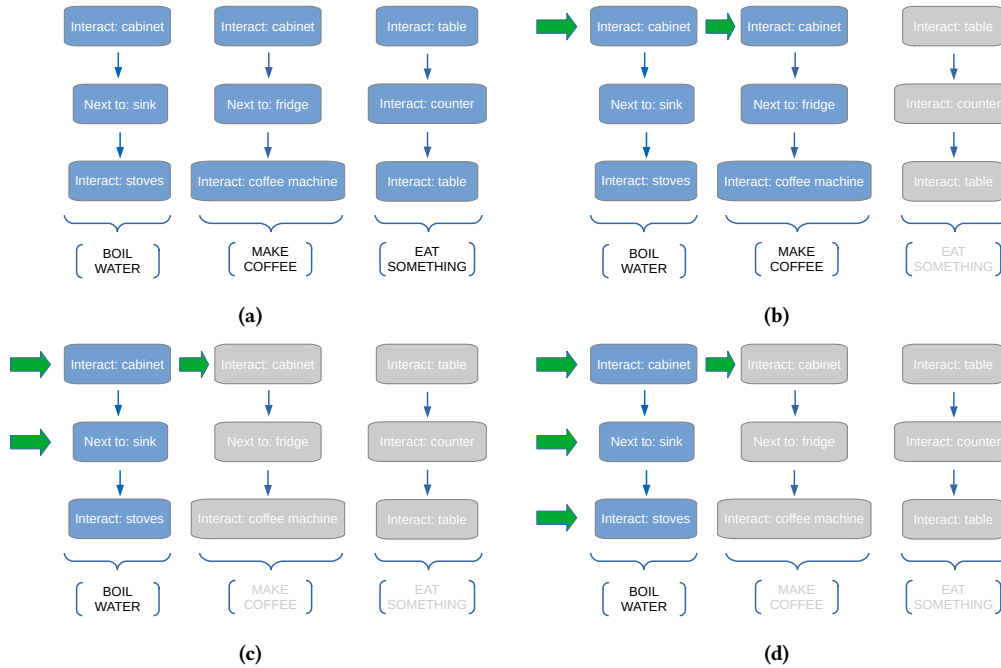 Interact: cabinet
Interact: cabinet
Interact: table
Next to: sink
Next to: fridge
Interact: counter
Interact: stoves
Interact: coffee machine
Interact: table
BOIL
WATER
MAKE
COFFEE
EAT
SOMETHING
(a)
Interact: cabinet
Interact: cabinet
Interact: table
Next to: sink
Next to: fridge
Interact: counter
Interact: stoves
Interact: coffee machine
Interact: table
BOIL
WATER
MAKE
COFFEE
EAT
SOMETHING
(b)
Interact: cabinet
Interact: cabinet
Interact: table
Next to: sink
Next to: fridge
Interact: counter
Interact: stoves
Interact: coffee machine
Interact: table
BOIL
WATER
MAKE
COFFEE
EAT
SOMETHING
(c)
Interact: cabinet
Interact: cabinet
Interact: table
Next to: sink
Next to: fridge
Interact: counter
Interact: stoves
Interact: coffee machine
Interact: table
BOIL
WATER
MAKE
COFFEE
EAT
SOMETHING
(d)